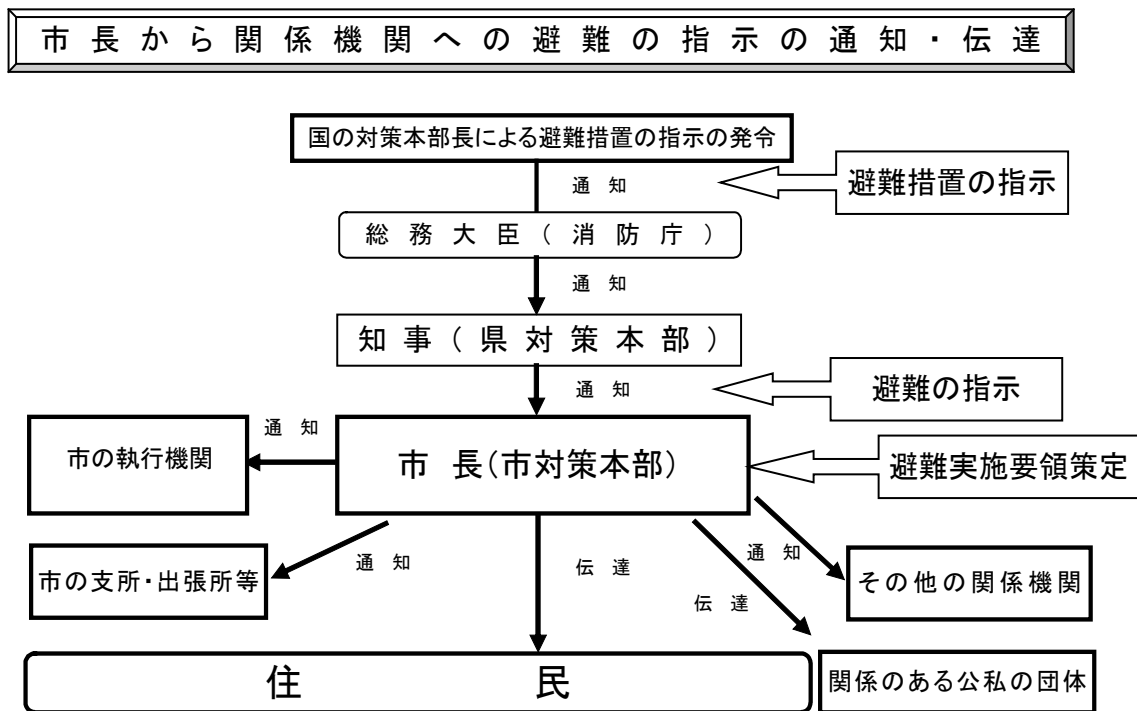 市長から関係機関への避難の指示の通知・伝達
国の対策本部長による避難措置の指示の発令
通知
避難措置の指示
総務大臣(消防庁)
通知
知事(県対策本部)
通知
避難の指示
市の執行機関
通知
市長(市対策本部)
避難実施要領策定
市の支所・出張所等
通知
伝達
通知
その他の関係機関
伝達
住民
関係のある公私の団体